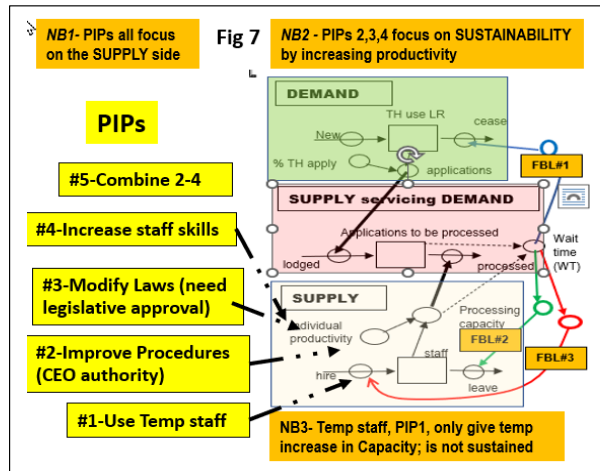 NB1- PIPs all focus
on the SUPPLY side
Fig 7
NB2 - PIPs 2,3,4 focus on SUSTAINABILITY
by increasing productivity
DEMAND
TH use LR
cease
New
PIPs
% TH apply
applications
FBL#1
#5-Combine 2-4
SUPPLY servicing DEMAND
#4-Increase staff skills
Applications to be processed
Wait
time
(WT)
lodged
processed
#3-Modify Laws (need
legislative approval)
SUPPLY
Individual
productivity
Processing
capacity
#2-Improve Procedures
(CEO authority)
FBL#2
FBL#3
staff
hire
leave
#1-Use Temp staff
NB3- Temp staff, PIP1, only give temp
increase in Capacity; is not sustained